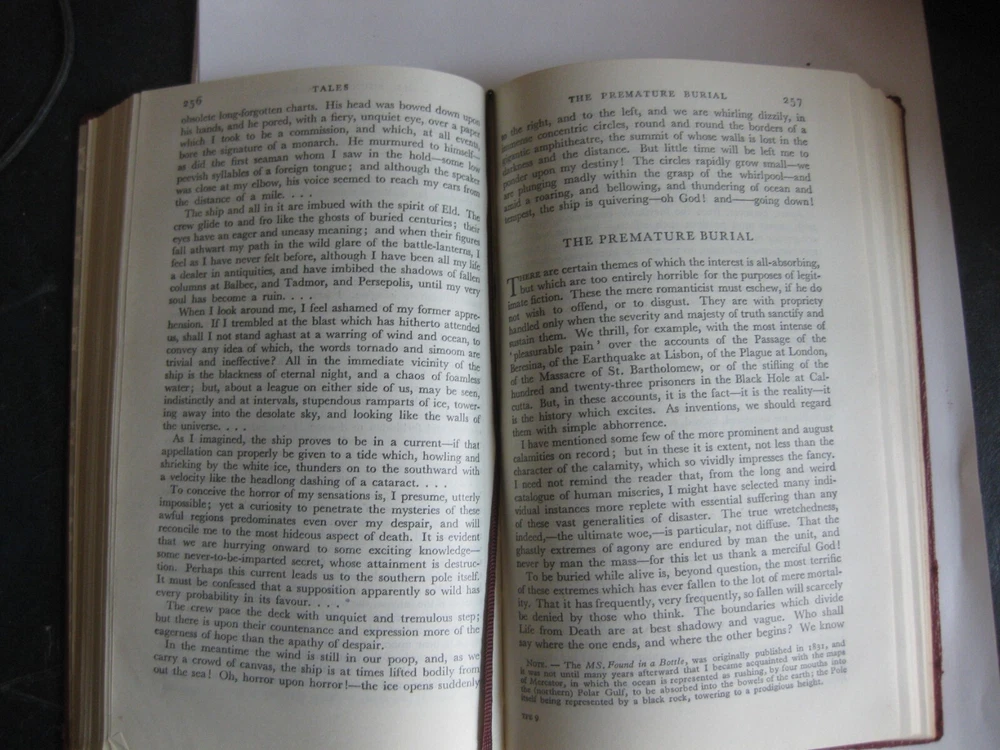 256
TALES
obsolete long-forgotten charts. His head was bowed down upon
his hands, and he pored, with a fiery, unquiet eye, over a paper
which I took to be a commission, and which, at all events,
bore the signature of a monarch. He murmured to himself—
as did the first seaman whom I saw in the hold—some low
peevish syllables of a foreign tongue; and although the speaker
was close at my elbow, his voice seemed to reach my ears from
the distance of a mile. . . .
The ship and all in it are imbued with the spirit of Eld. The
crew glide to and fro like the ghosts of buried centuries; their
eyes have an eager and uneasy meaning; and when their figures
fall athwart my path in the wild glare of the battle-lanterns, I
feel as I have never felt before, although I have been all my life
a dealer in antiquities, and have imbibed the shadows of fallen
columns at Balbec, and Tadmor, and Persepolis, until my very
soul has become a ruin. . . .
When I look around me, I feel ashamed of my former appre-
hension. If I trembled at the blast which has hitherto attended
us, shall I not stand aghast at a warring of wind and ocean, to
convey any idea of which, the words tornado and simoom are
trivial and ineffective? All in the immediate vicinity of the
ship is the blackness of eternal night, and a chaos of foamless
water; but, about a league on either side of us, may be seen,
indistinctly and at intervals, stupendous ramparts of ice, tower-
ing away into the desolate sky, and looking like the walls of
the universe. . . .
As I imagined, the ship proves to be in a current—if that
appellation can properly be given to a tide which, howling and
shrieking by the white ice, thunders on to the southward with
a velocity like the headlong dashing of a cataract. . . .
To conceive the horror of my sensations is, I presume, utterly
impossible; yet a curiosity to penetrate the mysteries of these
awful regions predominates even over my despair, and will
reconcile me to the most hideous aspect of death. It is evident
that we are hurrying onward to some exciting knowledge—
some never-to-be-imparted secret, whose attainment is destruc-
tion. Perhaps this current leads us to the southern pole itself.
It must be confessed that a supposition apparently so wild has
every probability in its favour. . . .
The crew pace the deck with unquiet and tremulous step;
but there is upon their countenance and expression more of the
eagerness of hope than the apathy of despair.
In the meantime the wind is still in our poop, and, as we
carry a crowd of canvas, the ship is at times lifted bodily from
out the sea! Oh, horror upon horror!—the ice opens suddenly
THE PREMATURE BURIAL
257
to the right, and to the left, and we are whirling dizzily, in
immense concentric circles, round and round the borders of a
gigantic amphitheatre, the summit of whose walls is lost in the
darkness and the distance. But little time will be left me to
ponder upon my destiny! The circles rapidly grow small—we
are plunging madly within the grasp of the whirlpool—and
amid a roaring, and bellowing, and thundering of ocean and
tempest, the ship is quivering—oh God! and——going down!
THE PREMATURE BURIAL
THERE are certain themes of which the interest is all-absorbing,
but which are too entirely horrible for the purposes of legit-
imate fiction. These the mere romanticist must eschew, if he do
not wish to offend, or to disgust. They are with propriety
handled only when the severity and majesty of truth sanctify and
sustain them. We thrill, for example, with the most intense of
'pleasurable pain' over the accounts of the Passage of the
Beresina, of the Earthquake at Lisbon, of the Plague at London,
of the Massacre of St. Bartholomew, or of the stifling of the
hundred and twenty-three prisoners in the Black Hole at Cal-
cutta. But, in these accounts, it is the fact—it is the reality—it
is the history which excites. As inventions, we should regard
them with simple abhorrence.
I have mentioned some few of the more prominent and august
calamities on record; but in these it is the extent, not less than the
character of the calamity, which so vividly impresses the fancy.
I need not remind the reader that, from the long and weird
catalogue of human miseries, I might have selected many indi-
vidual instances more replete with essential suffering than any
of these vast generalities of disaster. The true wretchedness,
indeed,—the ultimate woe,—is particular, not diffuse. That the
ghastly extremes of agony are endured by man the unit, and
never by man the mass—for this let us thank a merciful God!
To be buried while alive is, beyond question, the most terrific
of these extremes which has ever fallen to the lot of mere mortal-
ity. That it has frequently, very frequently, so fallen will scarcely
be denied by those who think. The boundaries which divide
Life from Death are at best shadowy and vague. Who shall
say where the one ends, and where the other begins? We know
NOTE. — The MS. Found in a Bottle, was originally published in 1831, and
it was not until many years afterward that I became acquainted with the maps
of Mercator, in which the ocean is represented as rushing, by four mouths into
the (northern) Polar Gulf, to be absorbed into the bowels of the earth; the Pole
itself being represented by a black rock, towering to a prodigious height.